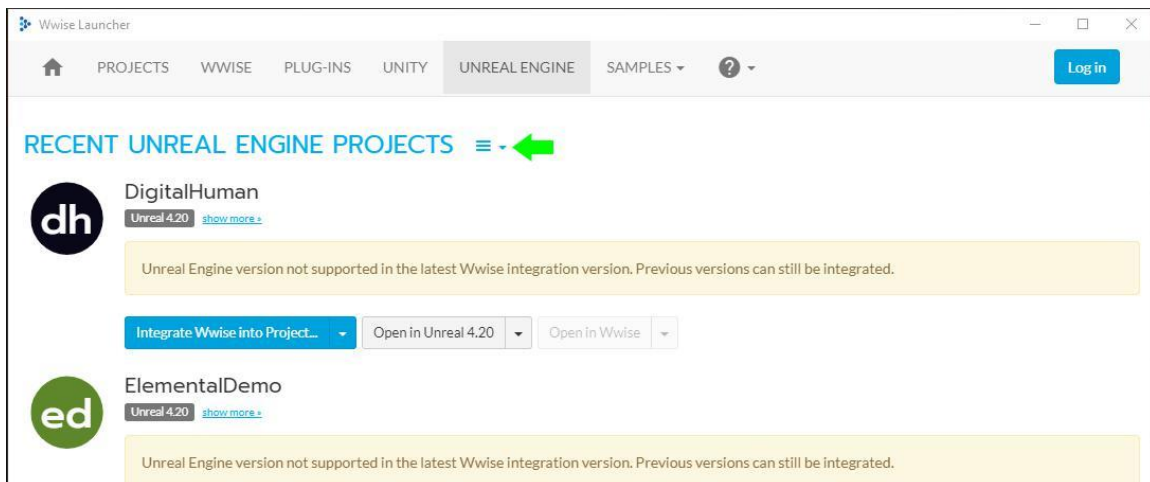 Wwise Launcher
PROJECTS WWISE PLUG-INS UNITY UNREAL ENGINE SAMPLES Log in
RECENT UNREAL ENGINE PROJECTS
dh
DigitalHuman
Unreal 4.20 show more »
Unreal Engine version not supported in the latest Wwise integration version. Previous versions can still be integrated.
Integrate Wwise into Project... Open in Unreal 4.20 Open in Wwise
ed
ElementalDemo
Unreal 4.20 show more »
Unreal Engine version not supported in the latest Wwise integration version. Previous versions can still be integrated.